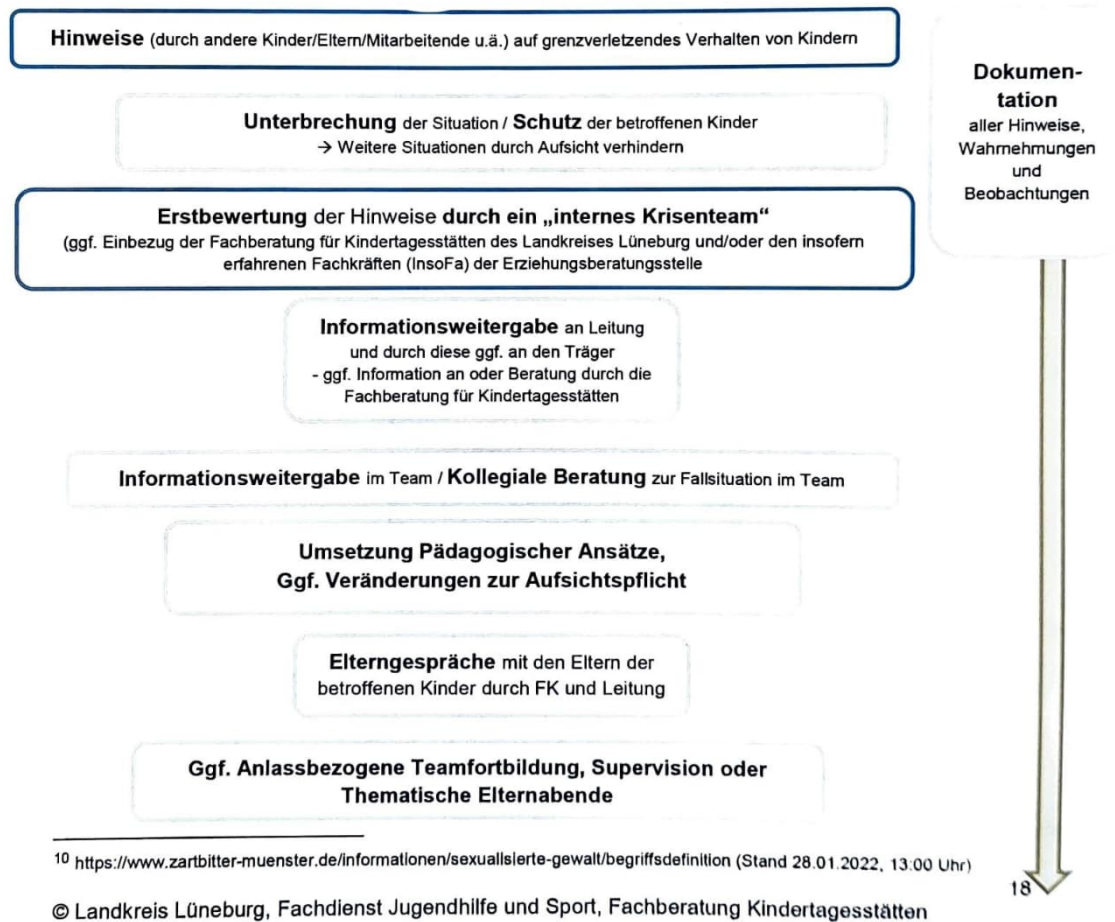 Hinweise (durch andere Kinder/Eltern/Mitarbeitende u.ä.) auf grenzverletzendes Verhalten von Kindern
Unterbrechung der Situation / Schutz der betroffenen Kinder
→ Weitere Situationen durch Aufsicht verhindern
Erstbewertung der Hinweise durch ein „internes Krisenteam“
(ggf. Einbezug der Fachberatung für Kindertagesstätten des Landkreises Lüneburg und/oder den insofern
erfahrenen Fachkräften (InsoFa) der Erziehungsberatungsstelle
Informationsweitergabe an Leitung
und durch diese ggf. an den Träger
- ggf. Information an oder Beratung durch die
Fachberatung für Kindertagesstätten
Informationsweitergabe im Team / Kollegiale Beratung zur Fallsituation im Team
Umsetzung Pädagogischer Ansätze,
Ggf. Veränderungen zur Aufsichtspflicht
Elterngespräche mit den Eltern der
betroffenen Kinder durch FK und Leitung
Ggf. Anlassbezogene Teamfortbildung, Supervision oder
Thematische Elternabende
Dokumen-
tation
aller Hinweise,
Wahrnehmungen
und
Beobachtungen
10 https://www.zartbitter-muenster.de/informationen/sexualisierte-gewalt/begriffsdefinition (Stand 28.01.2022, 13:00 Uhr)
18
© Landkreis Lüneburg, Fachdienst Jugendhilfe und Sport, Fachberatung Kindertagesstätten